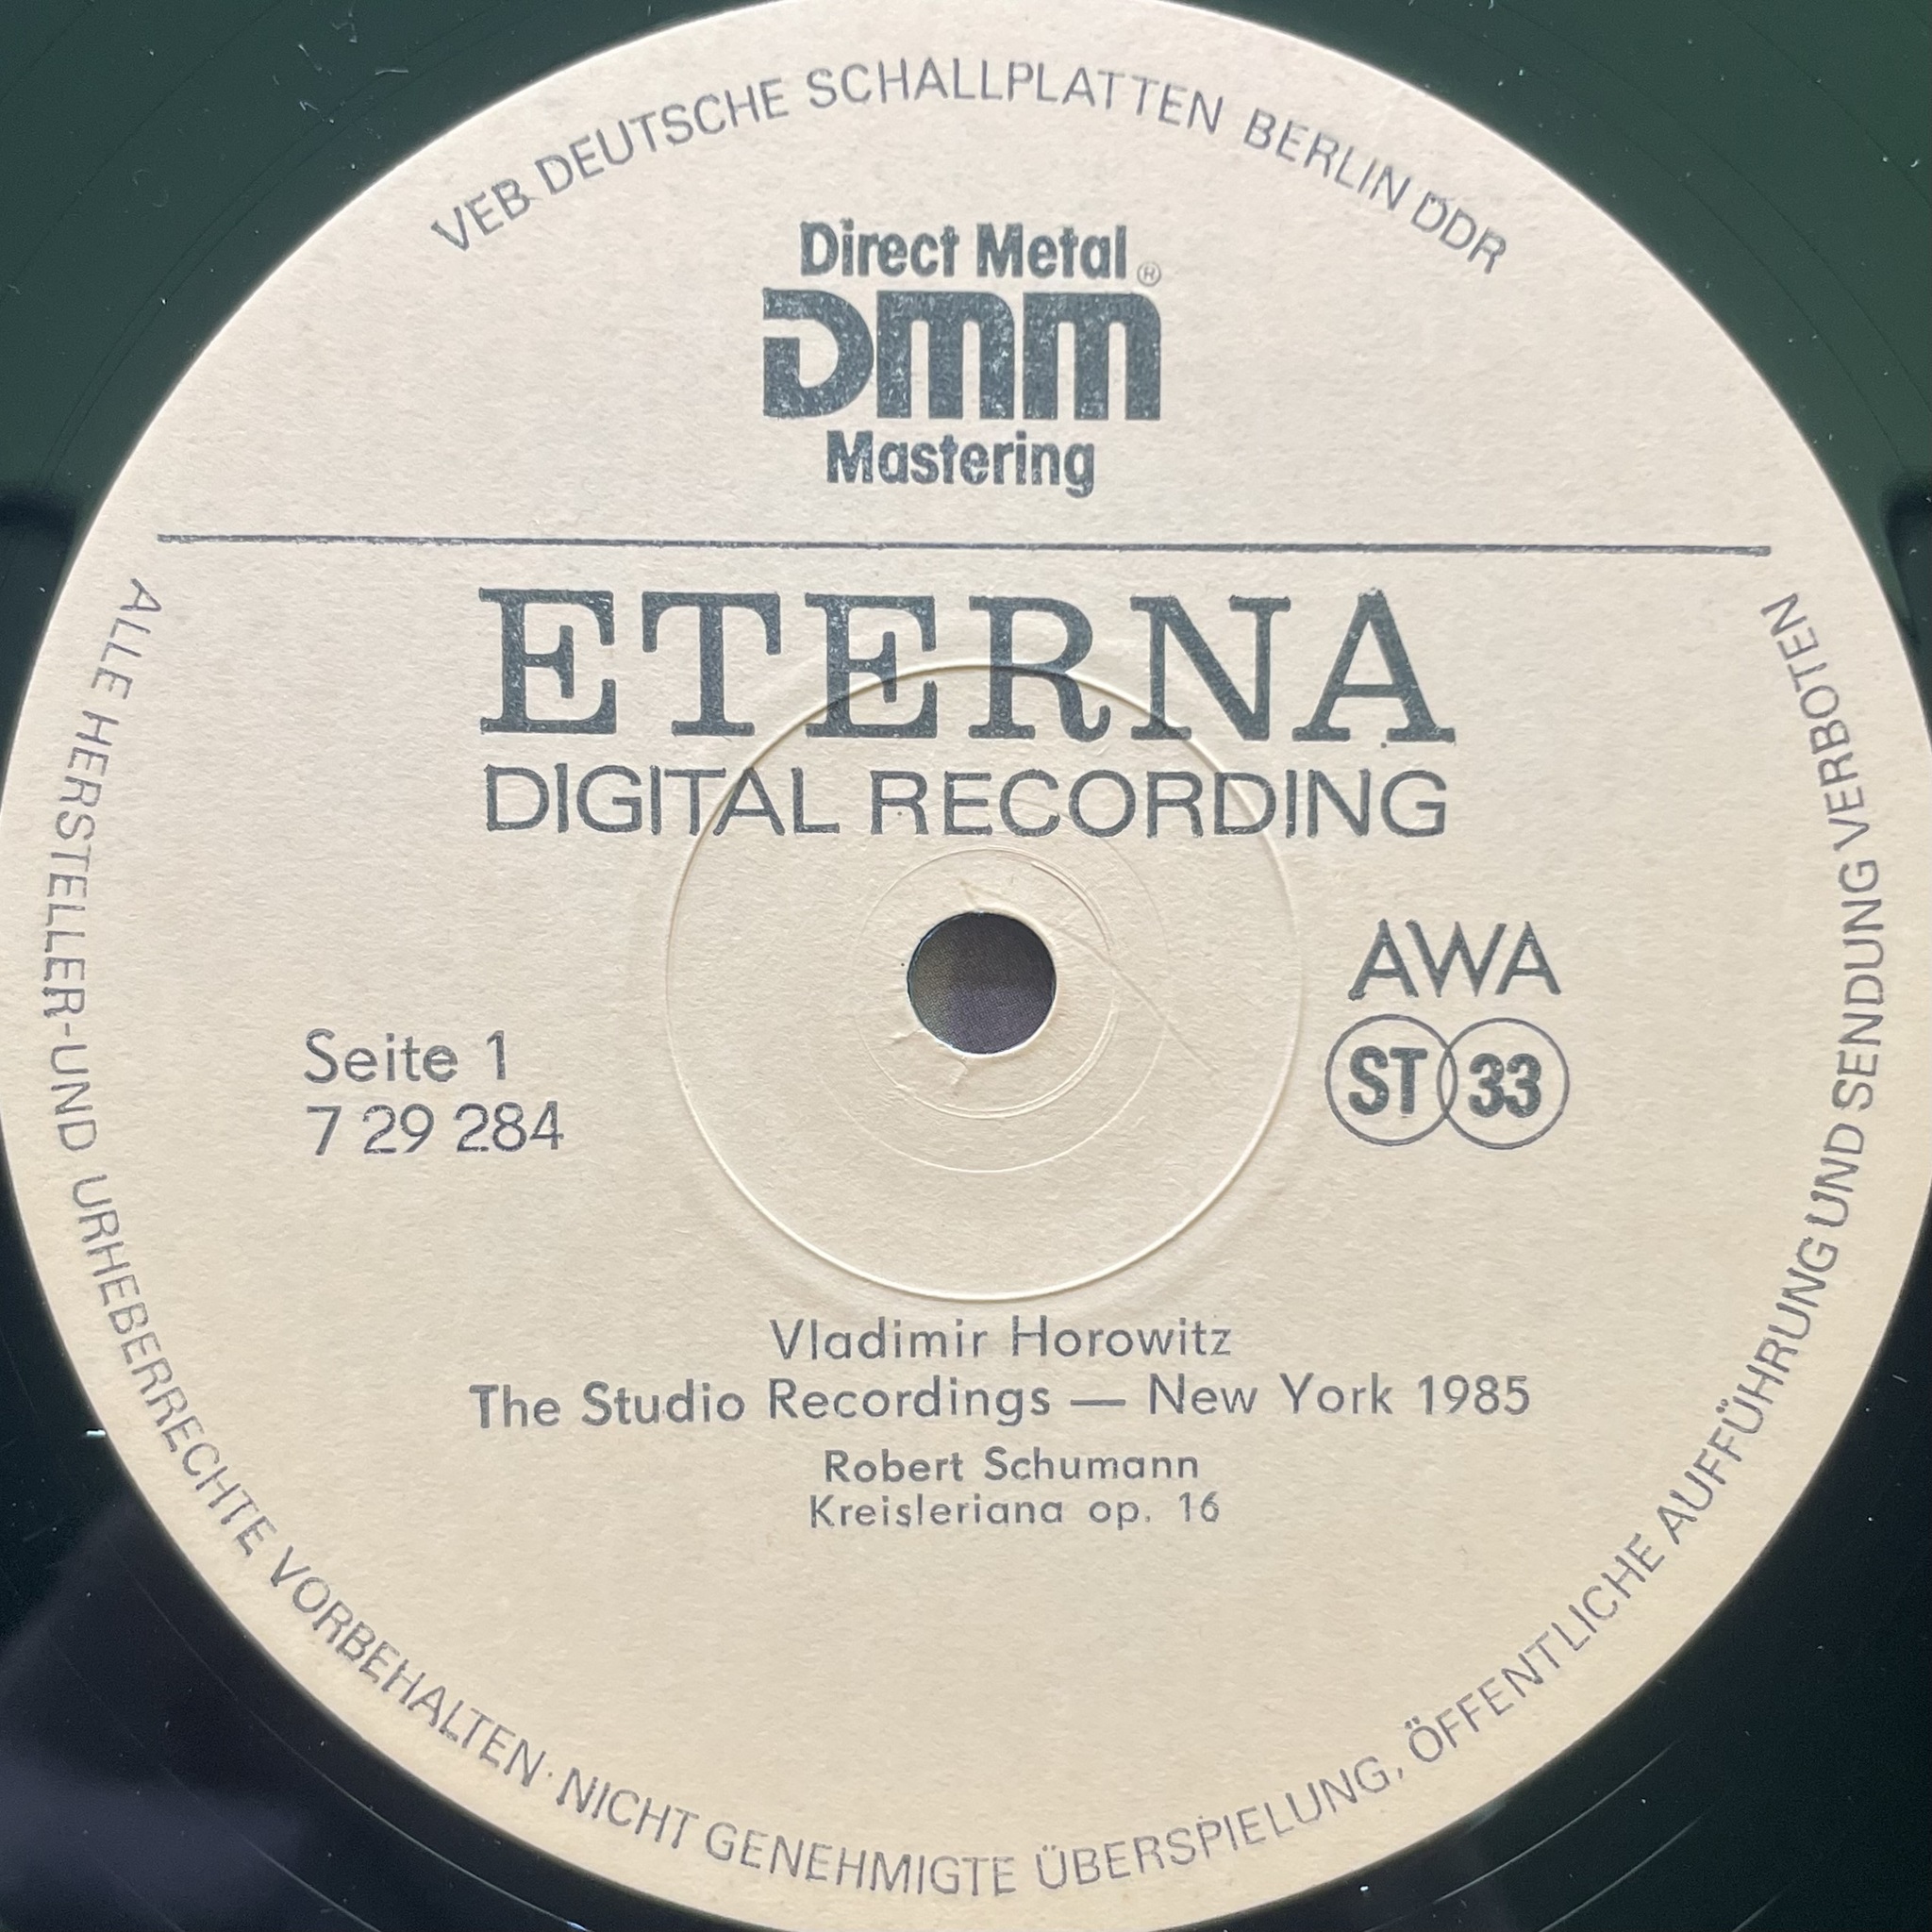 VEB DEUTSCHE SCHALLPLATTEN BERLIN DDR
Direct Metal ®
DMM
Mastering
ETERNA
DIGITAL RECORDING
AWA
ST 33
Seite 1
7 29 284
Vladimir Horowitz
The Studio Recordings — New York 1985
Robert Schumann
Kreisleriana op. 16
ALLE HERSTELLER-UND URHEBERRECHTE VORBEHALTEN · NICHT GENEHMIGTE ÜBERSPIELUNG, ÖFFENTLICHE AUFFÜHRUNG UND SENDUNG VERBOTEN